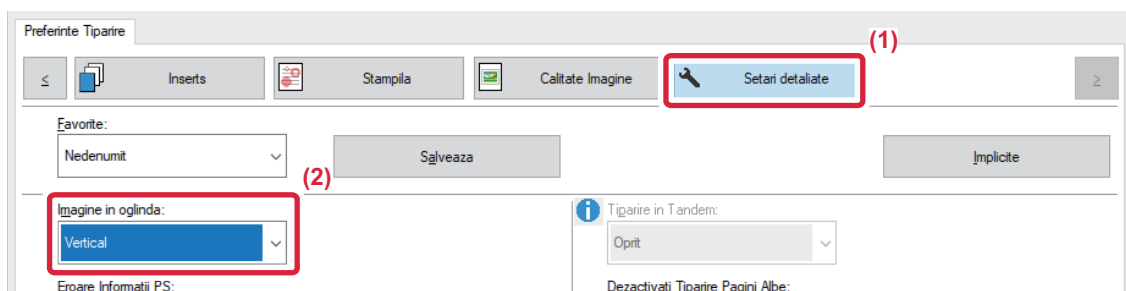 Preferinte Tiparire
(1)
≤ Inserts Stampila Calitate Imagine Setari detaliate ≥
Favorite:
Nedenumit Salveaza Implicite
(2)
Imagine in oglinda: Tiparire in Tandem:
Vertical Oprit
Eroare Informatii PS: Dezactivati Tiparire Pagini Albe: